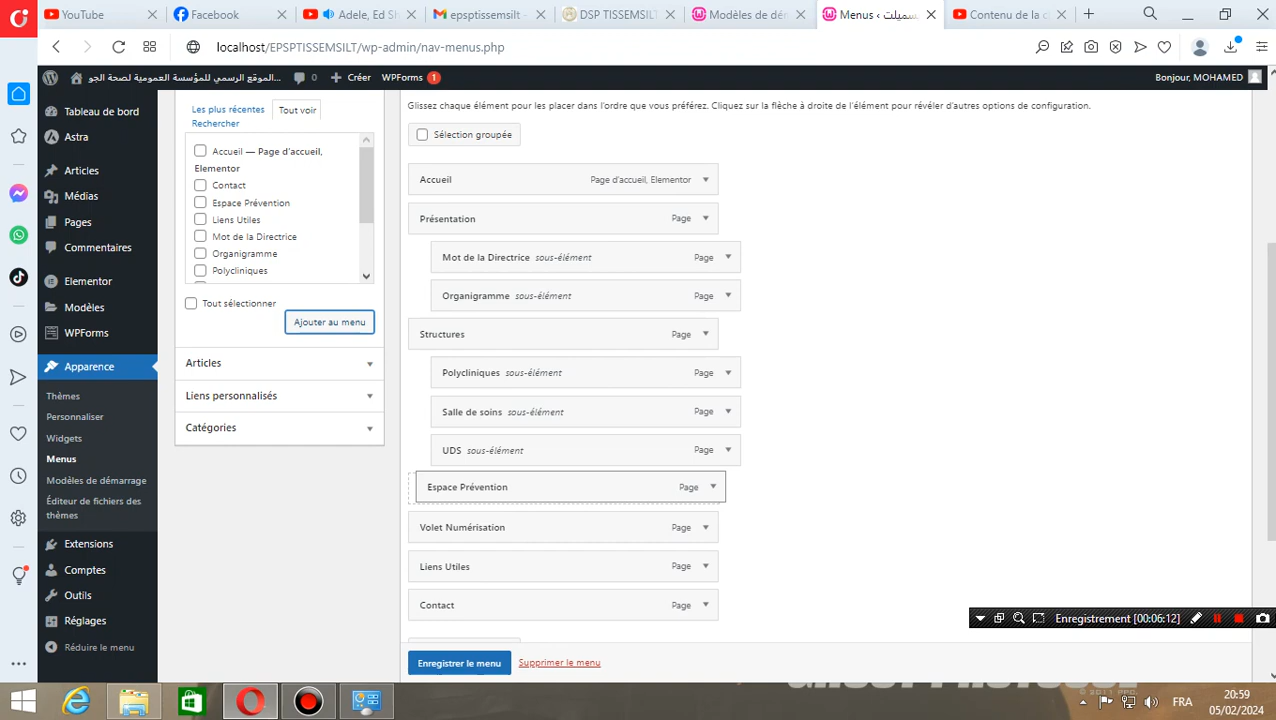 YouTube
Facebook
Adele, Ed Sh
epsptissemsilt
DSP TISSEMSILT
Modèles de dém
Menus ‹ تيسمسيلت
Contenu de la c
localhost/EPSPTISSEMSILT/wp-admin/nav-menus.php
الموقع الرسمي للمؤسسة العمومية لصحة الجو...
0
Créer
WPForms 1
Bonjour, MOHAMED
Tableau de bord
Astra
Articles
Médias
Pages
Commentaires
Elementor
Modèles
WPForms
Apparence
Thèmes
Personnaliser
Widgets
Menus
Modèles de démarrage
Éditeur de fichiers des
thèmes
Extensions
Comptes
Outils
Réglages
Réduire le menu
Les plus récentes
Tout voir
Rechercher
Accueil — Page d'accueil,
Elementor
Contact
Espace Prévention
Liens Utiles
Mot de la Directrice
Organigramme
Polycliniques
Tout sélectionner
Ajouter au menu
Articles
Liens personnalisés
Catégories
Glissez chaque élément pour les placer dans l'ordre que vous préférez. Cliquez sur la flèche à droite de l'élément pour révéler d'autres options de configuration.
Sélection groupée
Accueil Page d'accueil, Elementor
Présentation Page
Mot de la Directrice sous-élément Page
Organigramme sous-élément Page
Structures Page
Polycliniques sous-élément Page
Salle de soins sous-élément Page
UDS sous-élément Page
Espace Prévention Page
Volet Numérisation Page
Liens Utiles Page
Contact Page
Enregistrement [00:06:12]
Enregistrer le menu
Supprimer le menu
FRA
20:59
05/02/2024